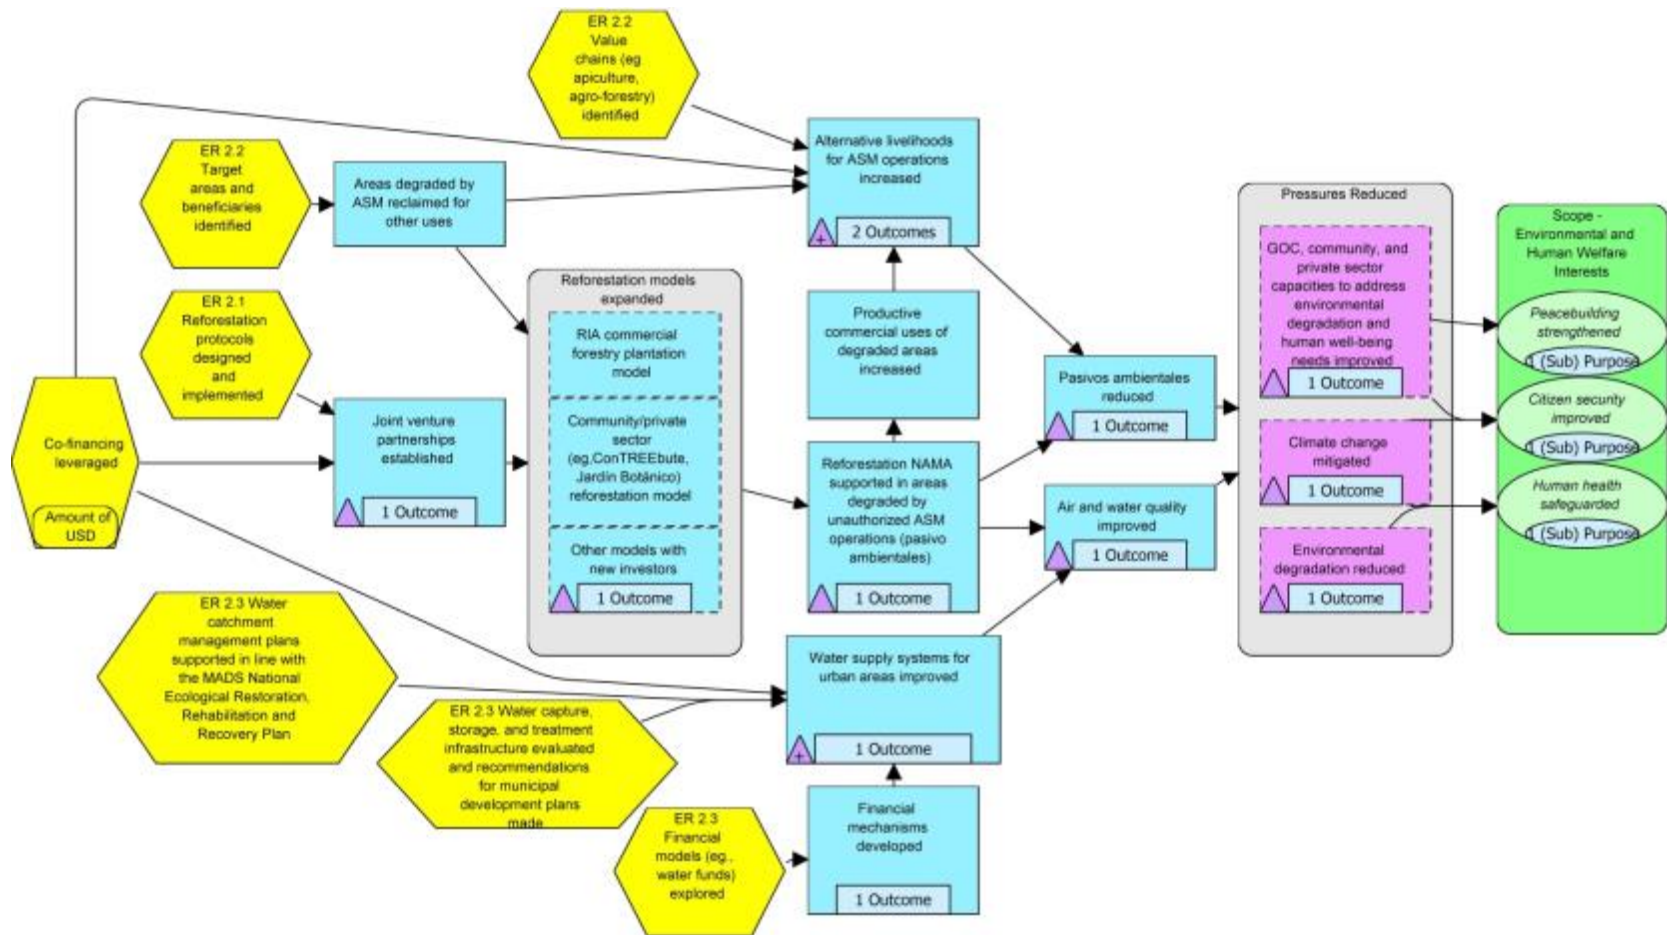 ER 2.2
Value
chains (eg
apiculture,
agro-forestry)
identified
ER 2.2
Target
areas and
beneficiaries
identified
Areas degraded by
ASM reclaimed for
other uses
Alternative livelihoods
for ASM operations
increased
+
2 Outcomes
ER 2.1
Reforestation
protocols
designed
and
implemented
Co-financing
leveraged
Amount of
USD
Joint venture
partnerships
established
1 Outcome
Reforestation models
expanded
RIA commercial
forestry plantation
model
Community/private
sector
(eg,ConTREEbute,
Jardín Botánico)
reforestation model
Other models with
new investors
1 Outcome
Productive
commercial uses of
degraded areas
increased
Reforestation NAMA
supported in areas
degraded by
unauthorized ASM
operations (pasivo
ambientales)
1 Outcome
Pasivos ambientales
reduced
1 Outcome
Air and water quality
improved
1 Outcome
ER 2.3 Water
catchment
management plans
supported in line with
the MADS National
Ecological Restoration,
Rehabilitation and
Recovery Plan
ER 2.3 Water capture,
storage, and treatment
infrastructure evaluated
and recommendations
for municipal
development plans
made
Water supply systems for
urban areas improved
+
1 Outcome
ER 2.3
Financial
models (eg.,
water funds)
explored
Financial
mechanisms
developed
1 Outcome
Pressures Reduced
GOC, community, and
private sector
capacities to address
environmental
degradation and
human well-being
needs improved
1 Outcome
Climate change
mitigated
1 Outcome
Environmental
degradation reduced
1 Outcome
Scope -
Environmental and
Human Welfare
Interests
Peacebuilding
strengthened
1 (Sub) Purpose
Citizen security
improved
1 (Sub) Purpose
Human health
safeguarded
1 (Sub) Purpose